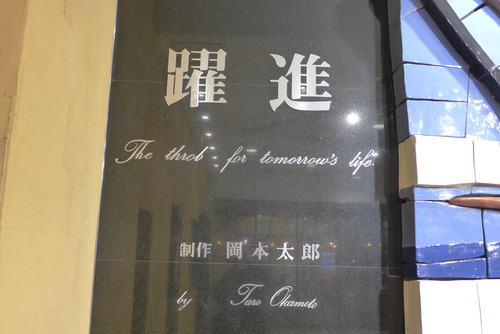 躍進
The throb for tomorrow's life.
制作 岡本太郎
by Taro Okamoto